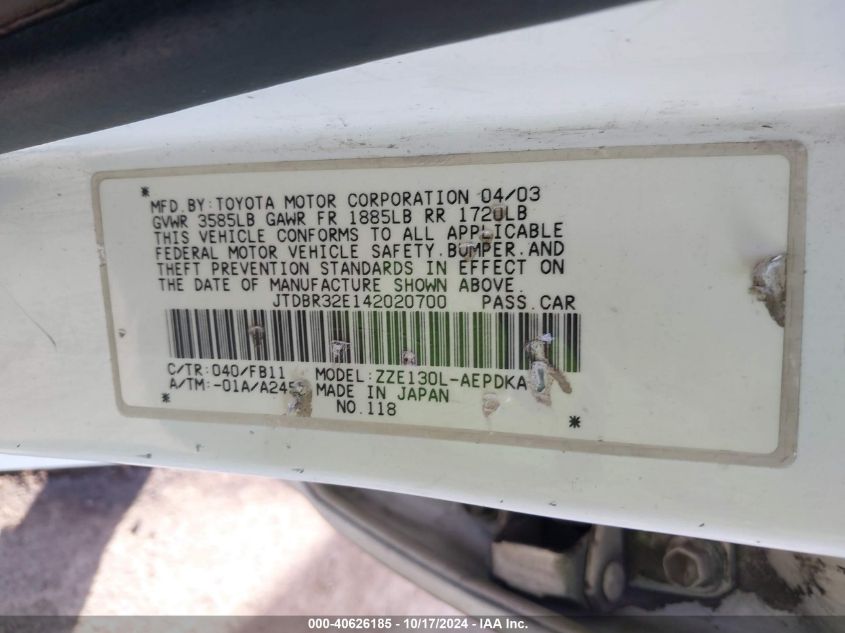 *
MFD.BY:TOYOTA MOTOR CORPORATION 04/03
GVWR 3585LB GAWR FR 1885LB RR 1720LB
THIS VEHICLE CONFORMS TO ALL APPLICABLE
FEDERAL MOTOR VEHICLE SAFETY.BUMPER.AND
THEFT PREVENTION STANDARDS IN EFFECT ON
THE DATE OF MANUFACTURE SHOWN ABOVE.
JTDBR32E142020700 PASS.CAR
C/TR:040/FB11 MODEL:ZZE130L-AEPDKA
A/TM:-01A/ MADE IN JAPAN
* NO.118 *
000-40626185 | 10/17/2024 - IAA Inc.